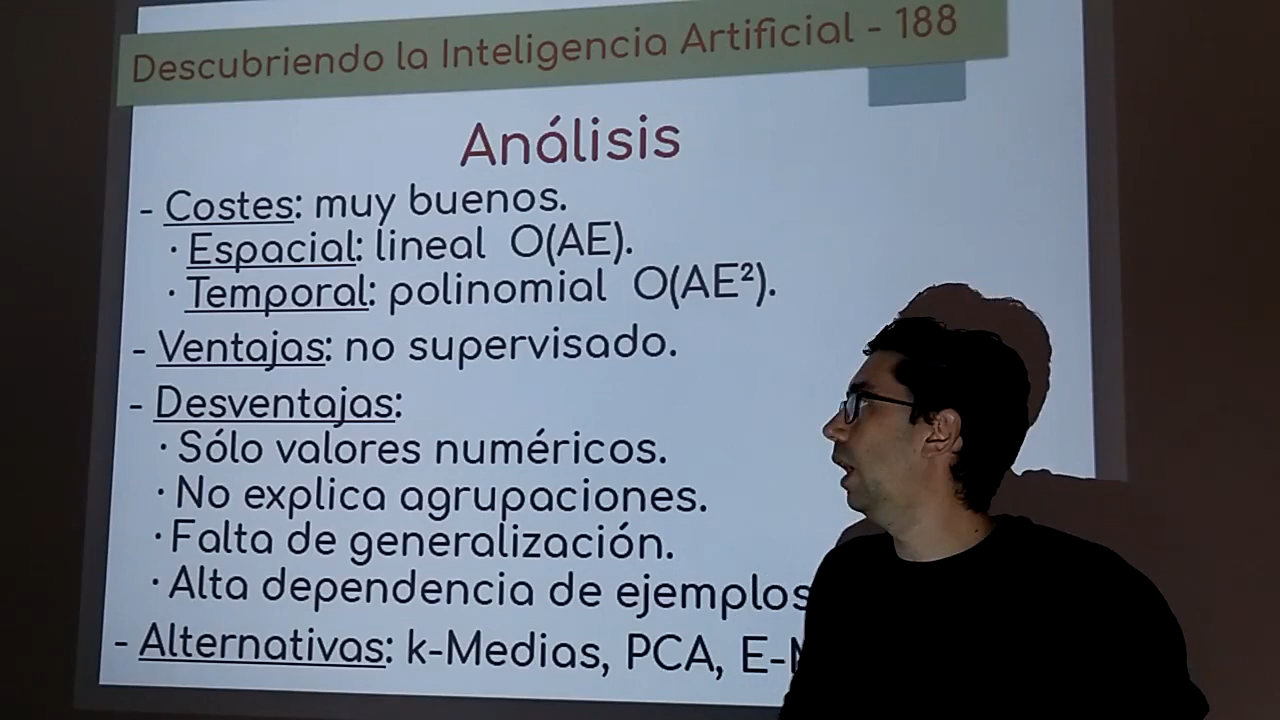 Descubriendo la Inteligencia Artificial - 188
Análisis
- Costes: muy buenos.
· Espacial: lineal O(AE).
· Temporal: polinomial O(AE²).
- Ventajas: no supervisado.
- Desventajas:
· Sólo valores numéricos.
· No explica agrupaciones.
· Falta de generalización.
· Alta dependencia de ejemplos
- Alternativas: k-Medias, PCA,